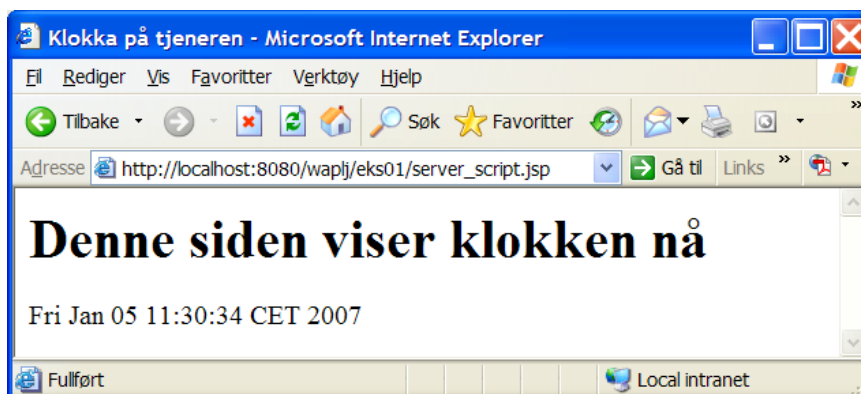 Klokka på tjeneren - Microsoft Internet Explorer
Fil Rediger Vis Favoritter Verktøy Hjelp
Tilbake Søk Favoritter »
Adresse http://localhost:8080/waplj/eks01/server_script.jsp Gå til Links »
Denne siden viser klokken nå
Fri Jan 05 11:30:34 CET 2007
Fullført Local intranet